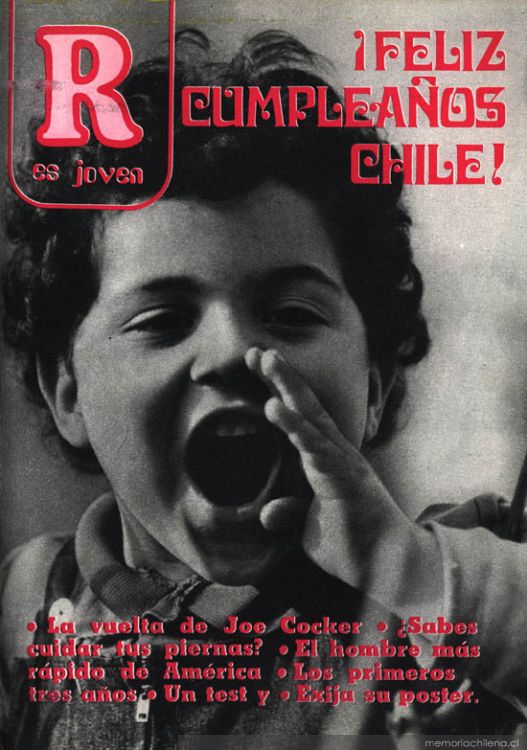 R
es joven
¡FELIZ
CUMPLEAÑOS
CHILE!
• La vuelta de Joe Cocker • ¿Sabes
cuidar tus piernas? • El hombre más
rápido de América • Los primeros
tres años • Un test y • Exija su poster.
memoriachilena.cl